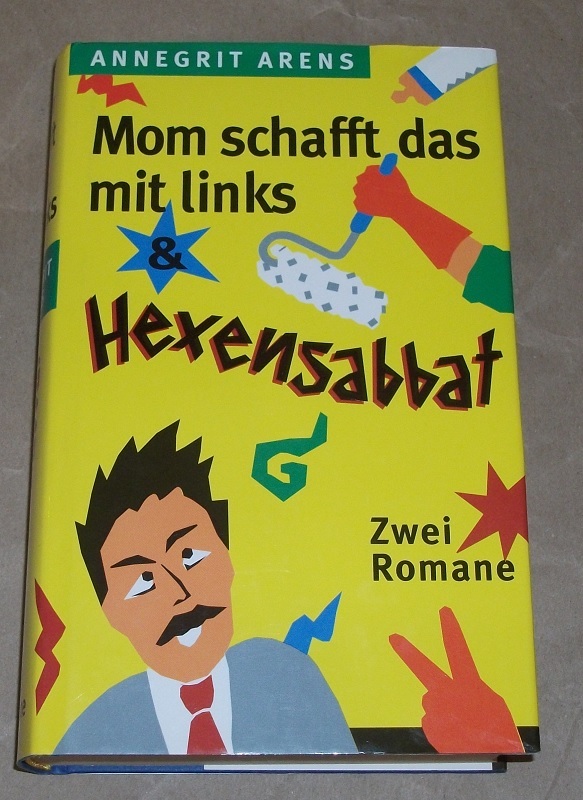 ANNEGRIT ARENS
Mom schafft das
mit links
&
Hexensabbat
Zwei
Romane